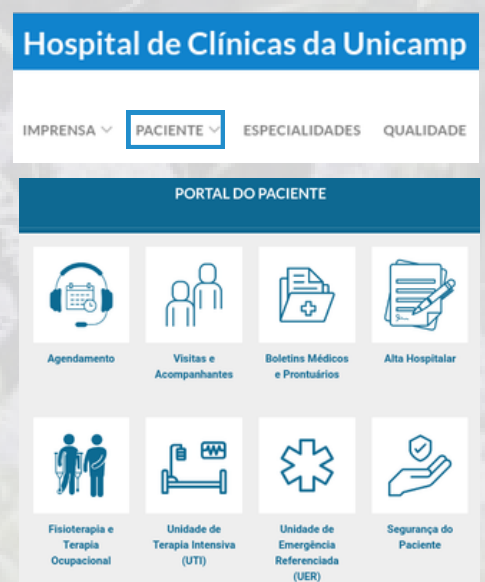 Hospital de Clínicas da Unicamp
IMPRENSA PACIENTE ESPECIALIDADES QUALIDADE
PORTAL DO PACIENTE
Agendamento
Visitas e
Acompanhantes
Boletins Médicos
e Prontuários
Alta Hospitalar
Fisioterapia e
Terapia
Ocupacional
Unidade de
Terapia Intensiva
(UTI)
Unidade de
Emergência
Referenciada
(UER)
Segurança do
Paciente